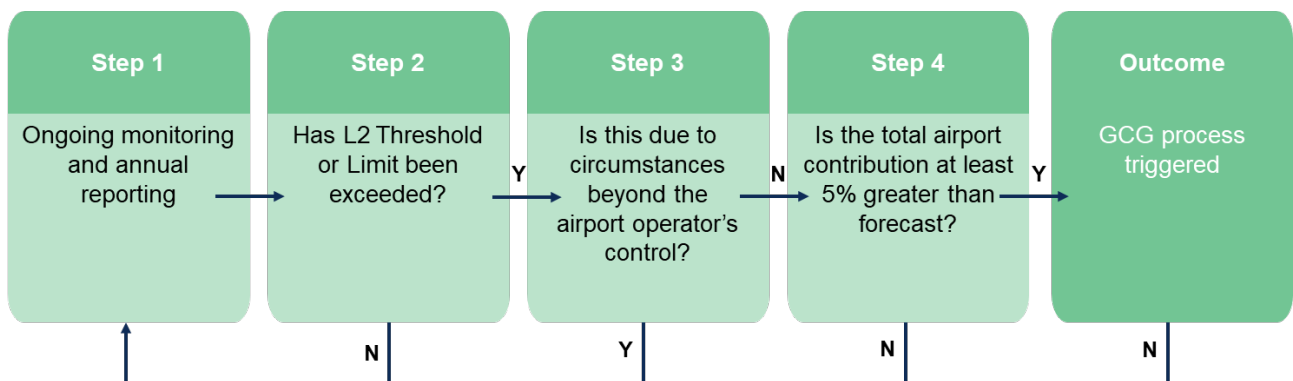 Step 1
Ongoing monitoring
and annual
reporting
Step 2
Has L2 Threshold
or Limit been
exceeded?
Y
N
Step 3
Is this due to
circumstances
beyond the
airport operator’s
control?
N
Y
Step 4
Is the total airport
contribution at least
5% greater than
forecast?
Y
N
Outcome
GCG process
triggered
N